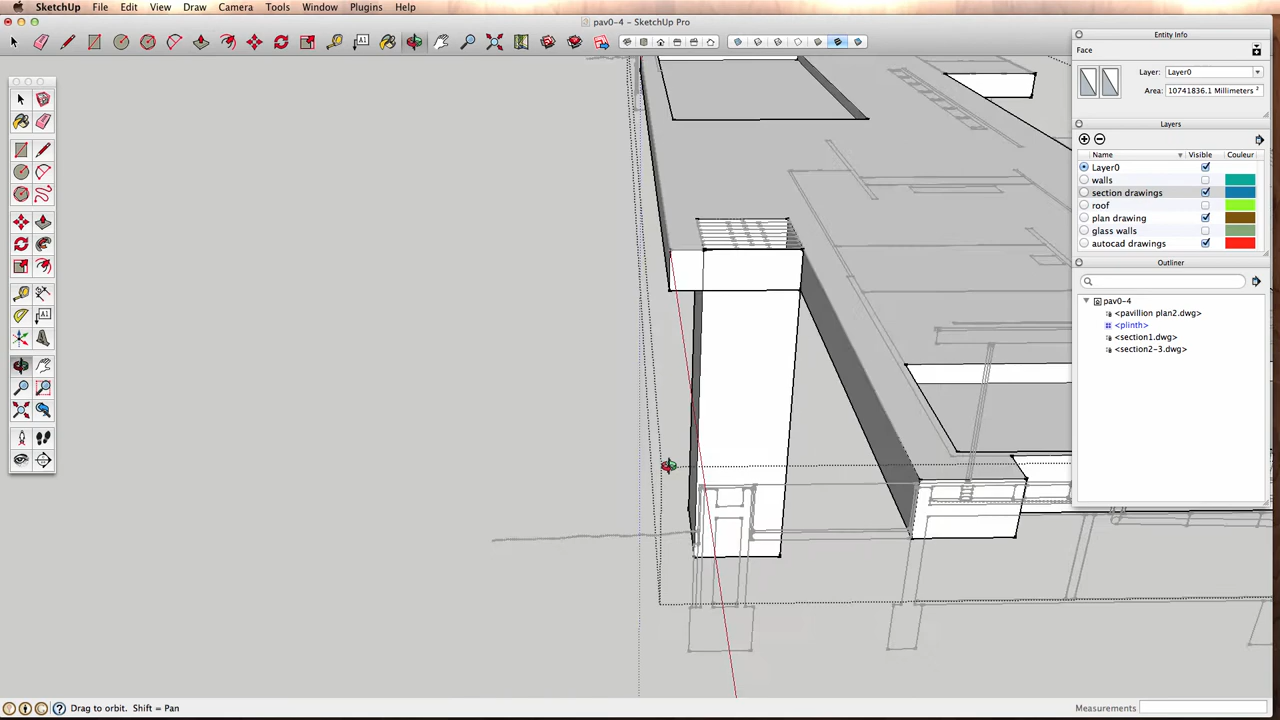 SketchUp File Edit View Draw Camera Tools Window Plugins Help
pav0-4 – SketchUp Pro
Entity Info
Face
Layer: Layer0
Area: 10741836.1 Millimeters ²
Layers
Name Visible Couleur
Layer0
walls
section drawings
roof
plan drawing
glass walls
autocad drawings
Outliner
pav0-4
<pavillion plan2.dwg>
<plinth>
<section1.dwg>
<section2-3.dwg>
Drag to orbit. Shift = Pan
Measurements